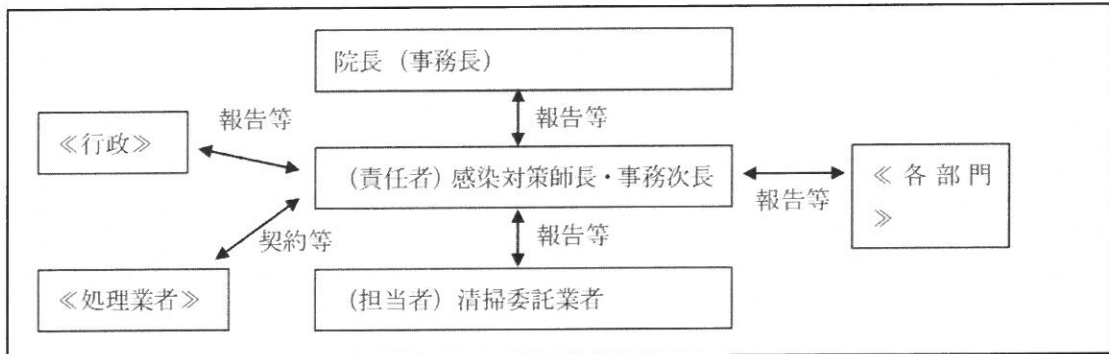 院長（事務長）
報告等
報告等
≪行政≫
(責任者) 感染対策師長・事務次長
≪各部門
≫
報告等
契約等
報告等
≪処理業者≫
(担当者) 清掃委託業者